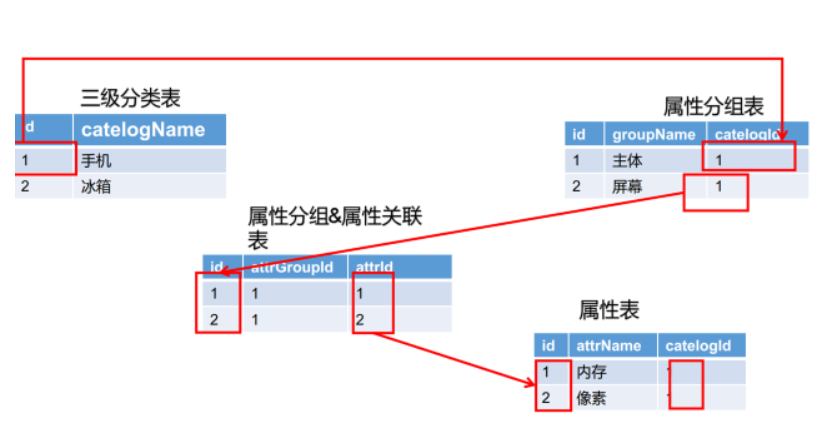 三级分类表
d catelogName
1 手机
2 冰箱
属性分组表
id groupName catelogId
1 主体 1
2 屏幕 1
属性分组&属性关联
表
id attrGroupId attrId
1 1 1
2 1 2
属性表
id attrName catelogId
1 内存 1
2 像素 1